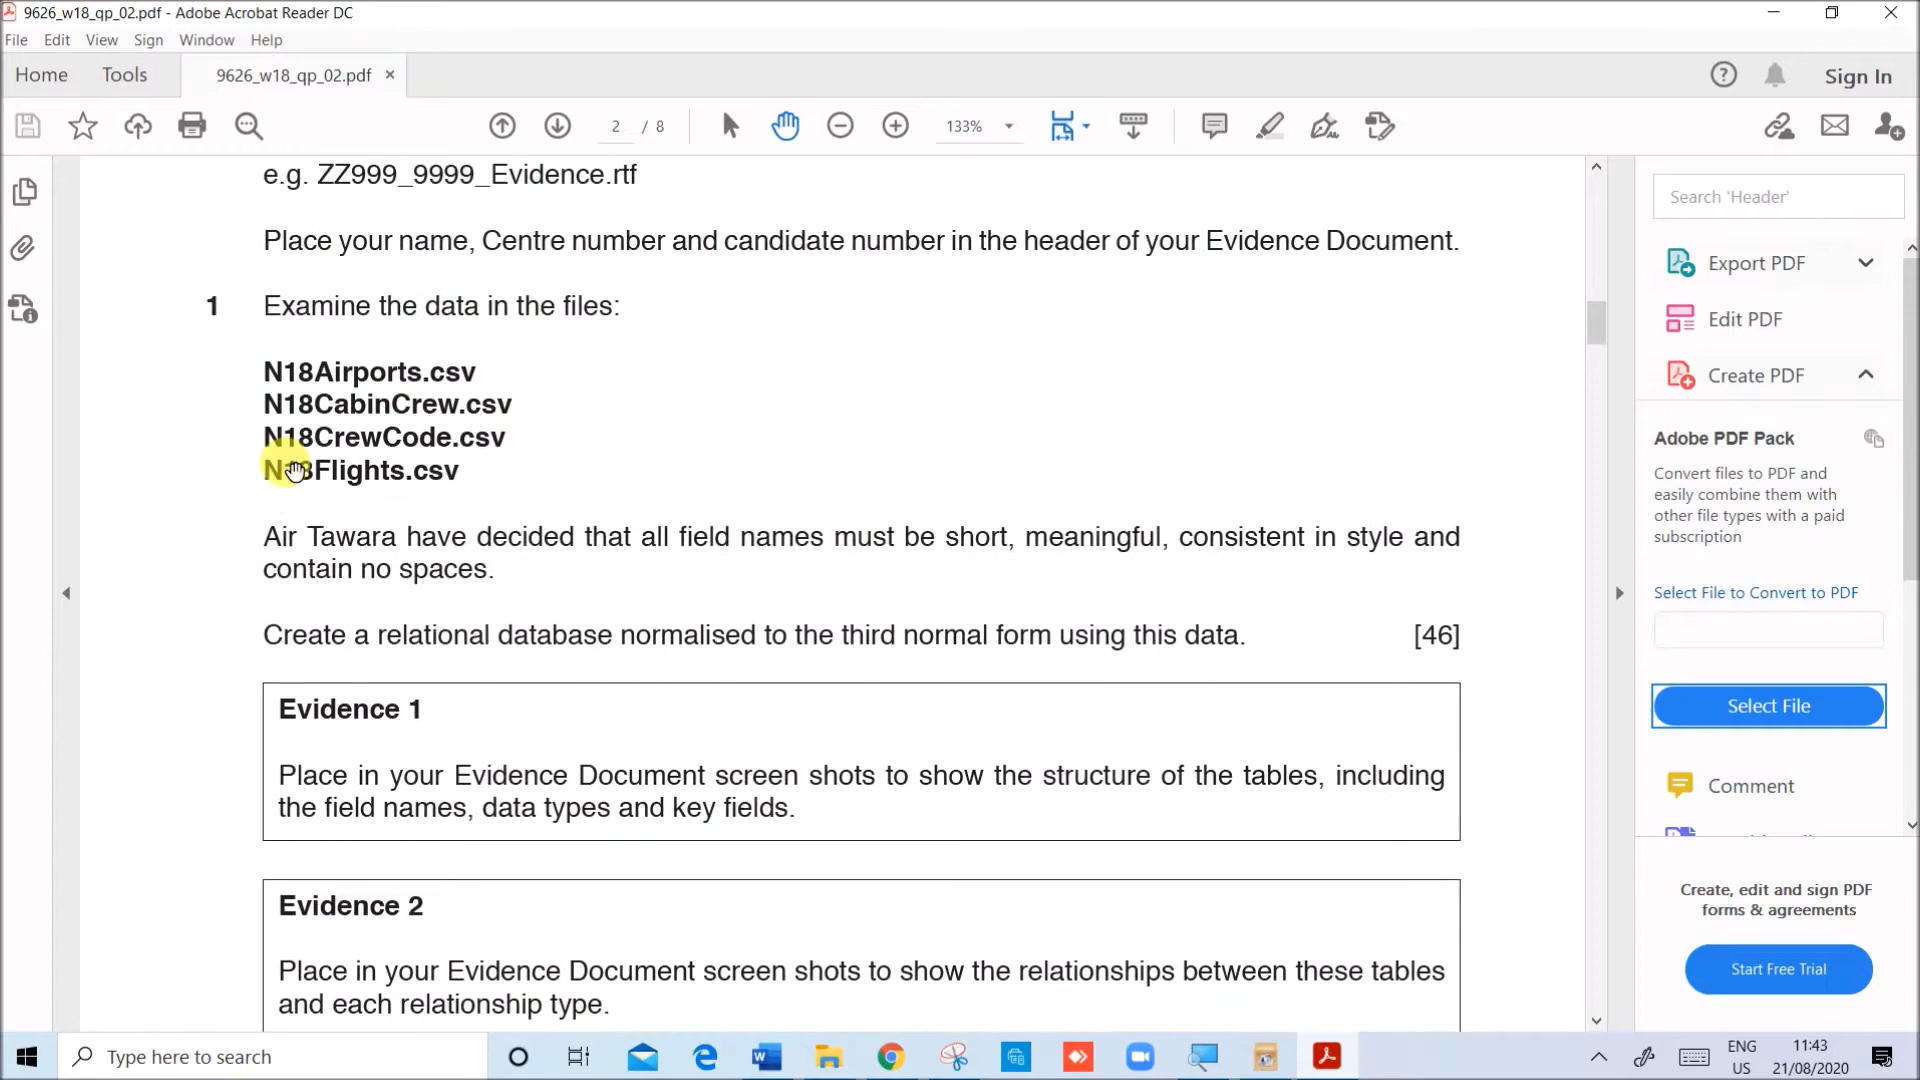 9626_w18_qp_02.pdf - Adobe Acrobat Reader DC
File Edit View Sign Window Help
Home Tools 9626_w18_qp_02.pdf × Sign In
2 / 8 133%
e.g. ZZ999_9999_Evidence.rtf
Place your name, Centre number and candidate number in the header of your Evidence Document.
1 Examine the data in the files:
N18Airports.csv
N18CabinCrew.csv
N18CrewCode.csv
N18Flights.csv
Air Tawara have decided that all field names must be short, meaningful, consistent in style and
contain no spaces.
Create a relational database normalised to the third normal form using this data. [46]
Evidence 1
Place in your Evidence Document screen shots to show the structure of the tables, including
the field names, data types and key fields.
Evidence 2
Place in your Evidence Document screen shots to show the relationships between these tables
and each relationship type.
Search 'Header'
Export PDF
Edit PDF
Create PDF
Adobe PDF Pack
Convert files to PDF and
easily combine them with
other file types with a paid
subscription
Select File to Convert to PDF
Select File
Comment
Create, edit and sign PDF
forms & agreements
Start Free Trial
Type here to search
ENG
US
11:43
21/08/2020